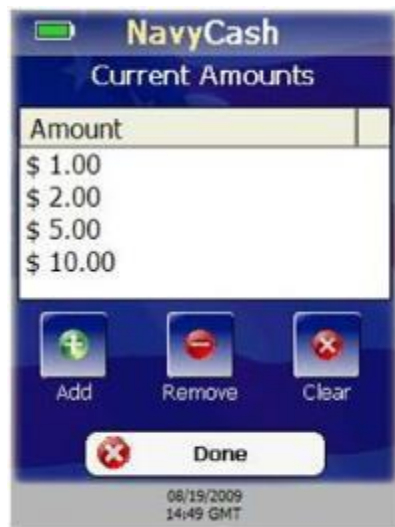 NavyCash
Current Amounts
Amount
$ 1.00
$ 2.00
$ 5.00
$ 10.00
Add Remove Clear
Done
08/19/2009
14:49 GMT